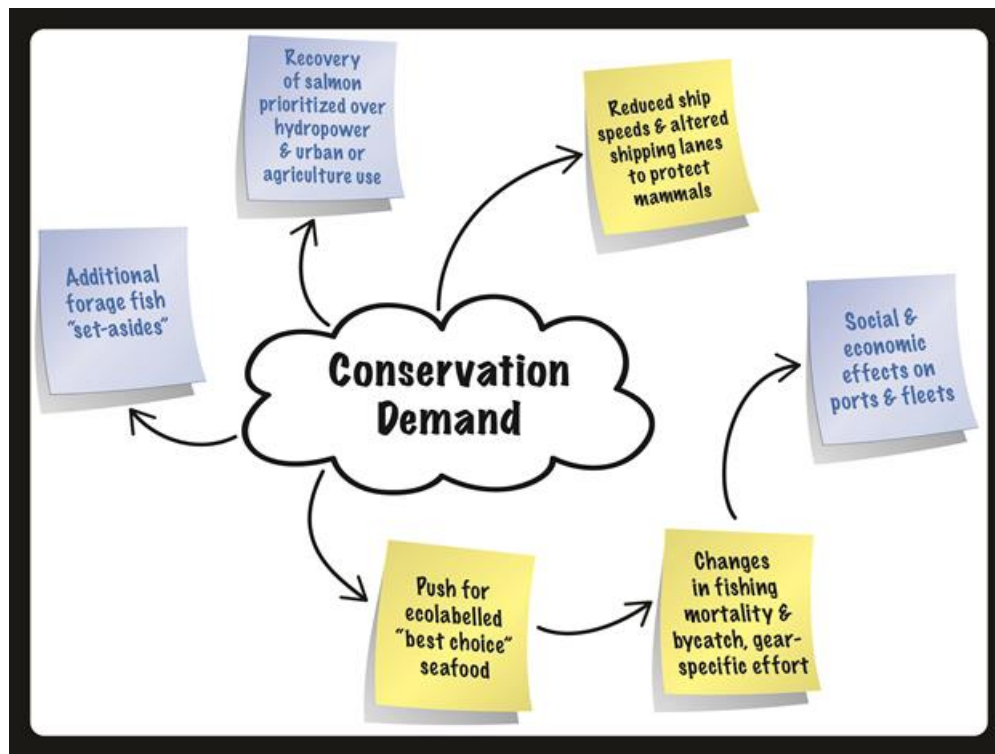 Recovery
of salmon
prioritized over
hydropower
& urban or
agriculture use
Reduced ship
speeds & altered
shipping lanes
to protect
mammals
Additional
forage fish
"set-asides"
Conservation
Demand
Social &
economic
effects on
ports & fleets
Push for
ecolabelled
"best choice"
seafood
Changes
in fishing
mortality &
bycatch, gear-
specific effort